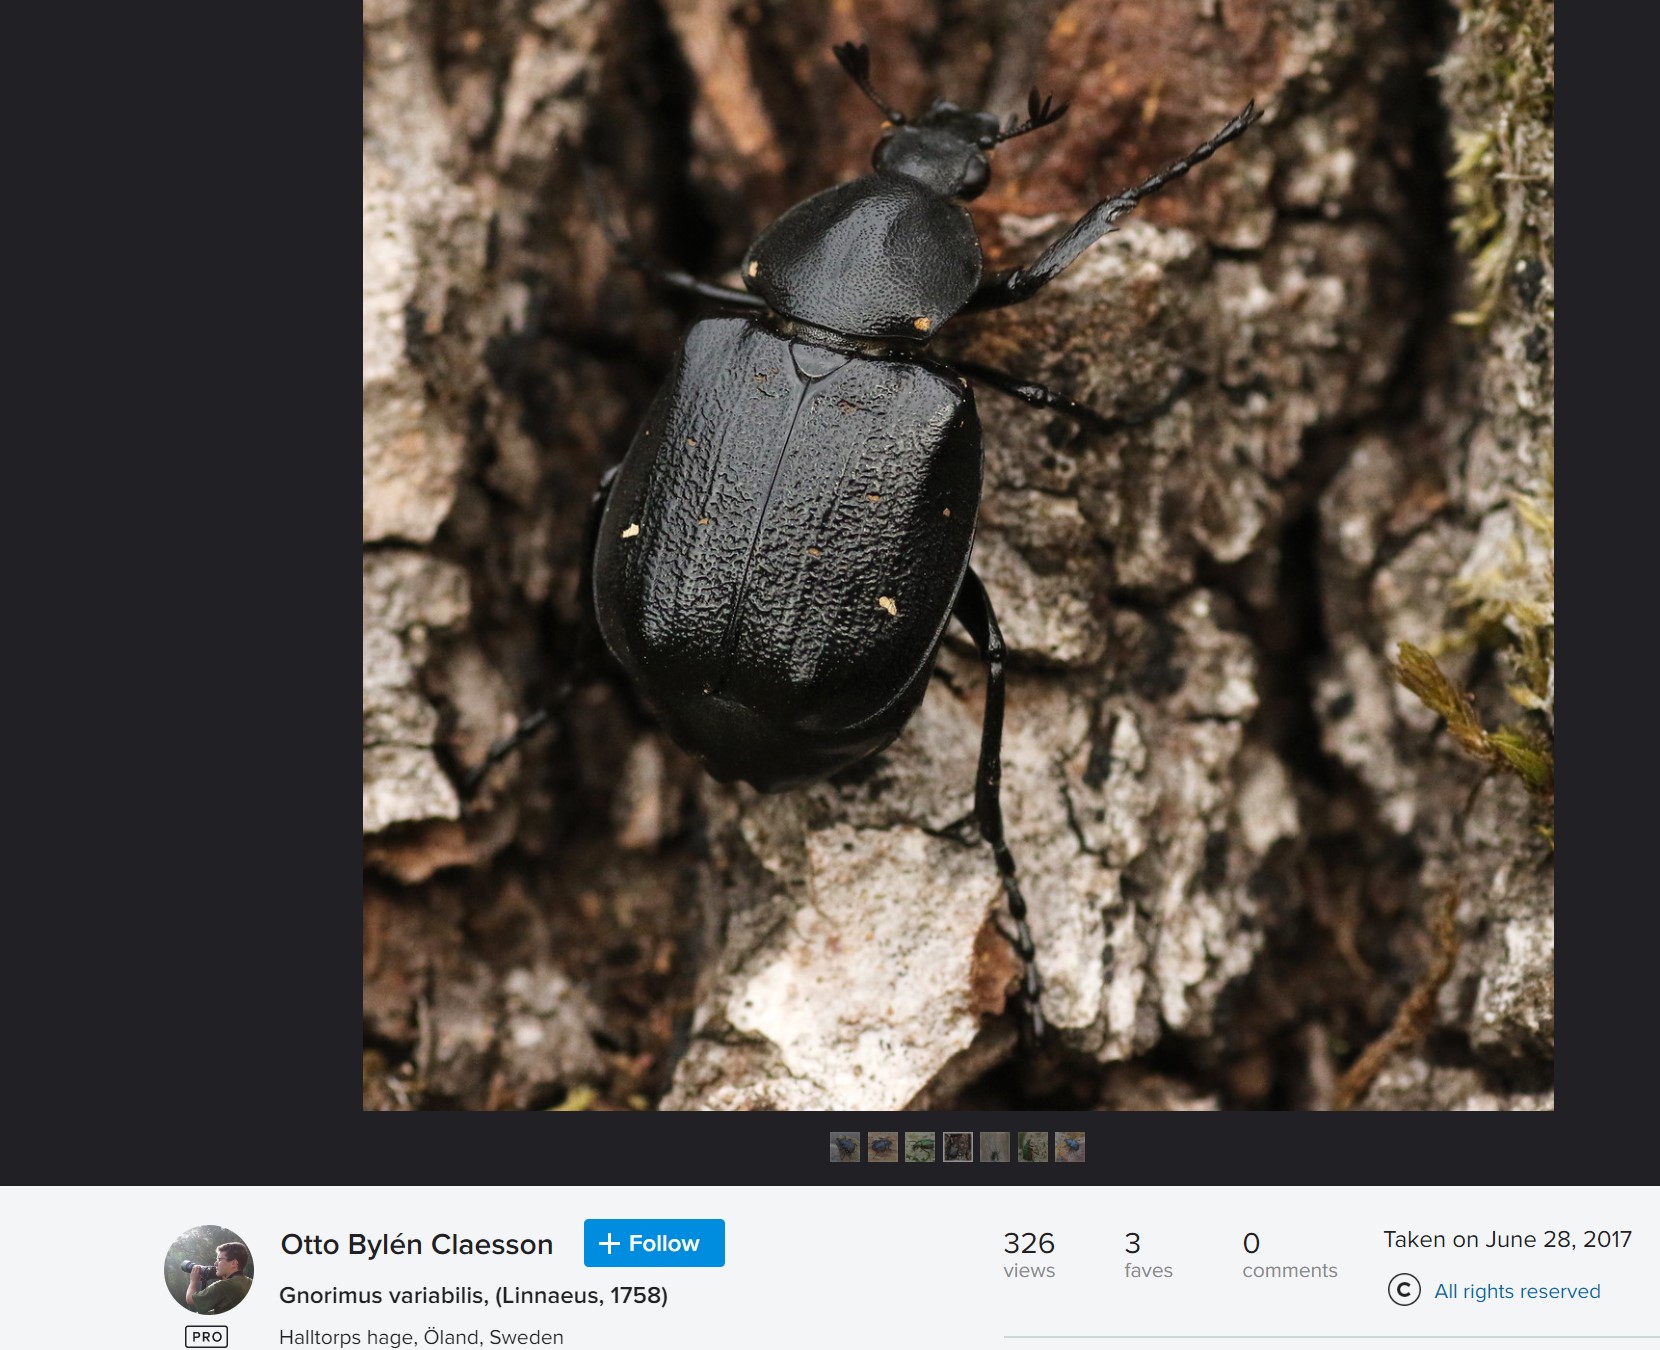 Otto Bylén Claesson
+ Follow
Gnorimus variabilis, (Linnaeus, 1758)
PRO
Halltorps hage, Öland, Sweden
326
views
3
faves
0
comments
Taken on June 28, 2017
C All rights reserved